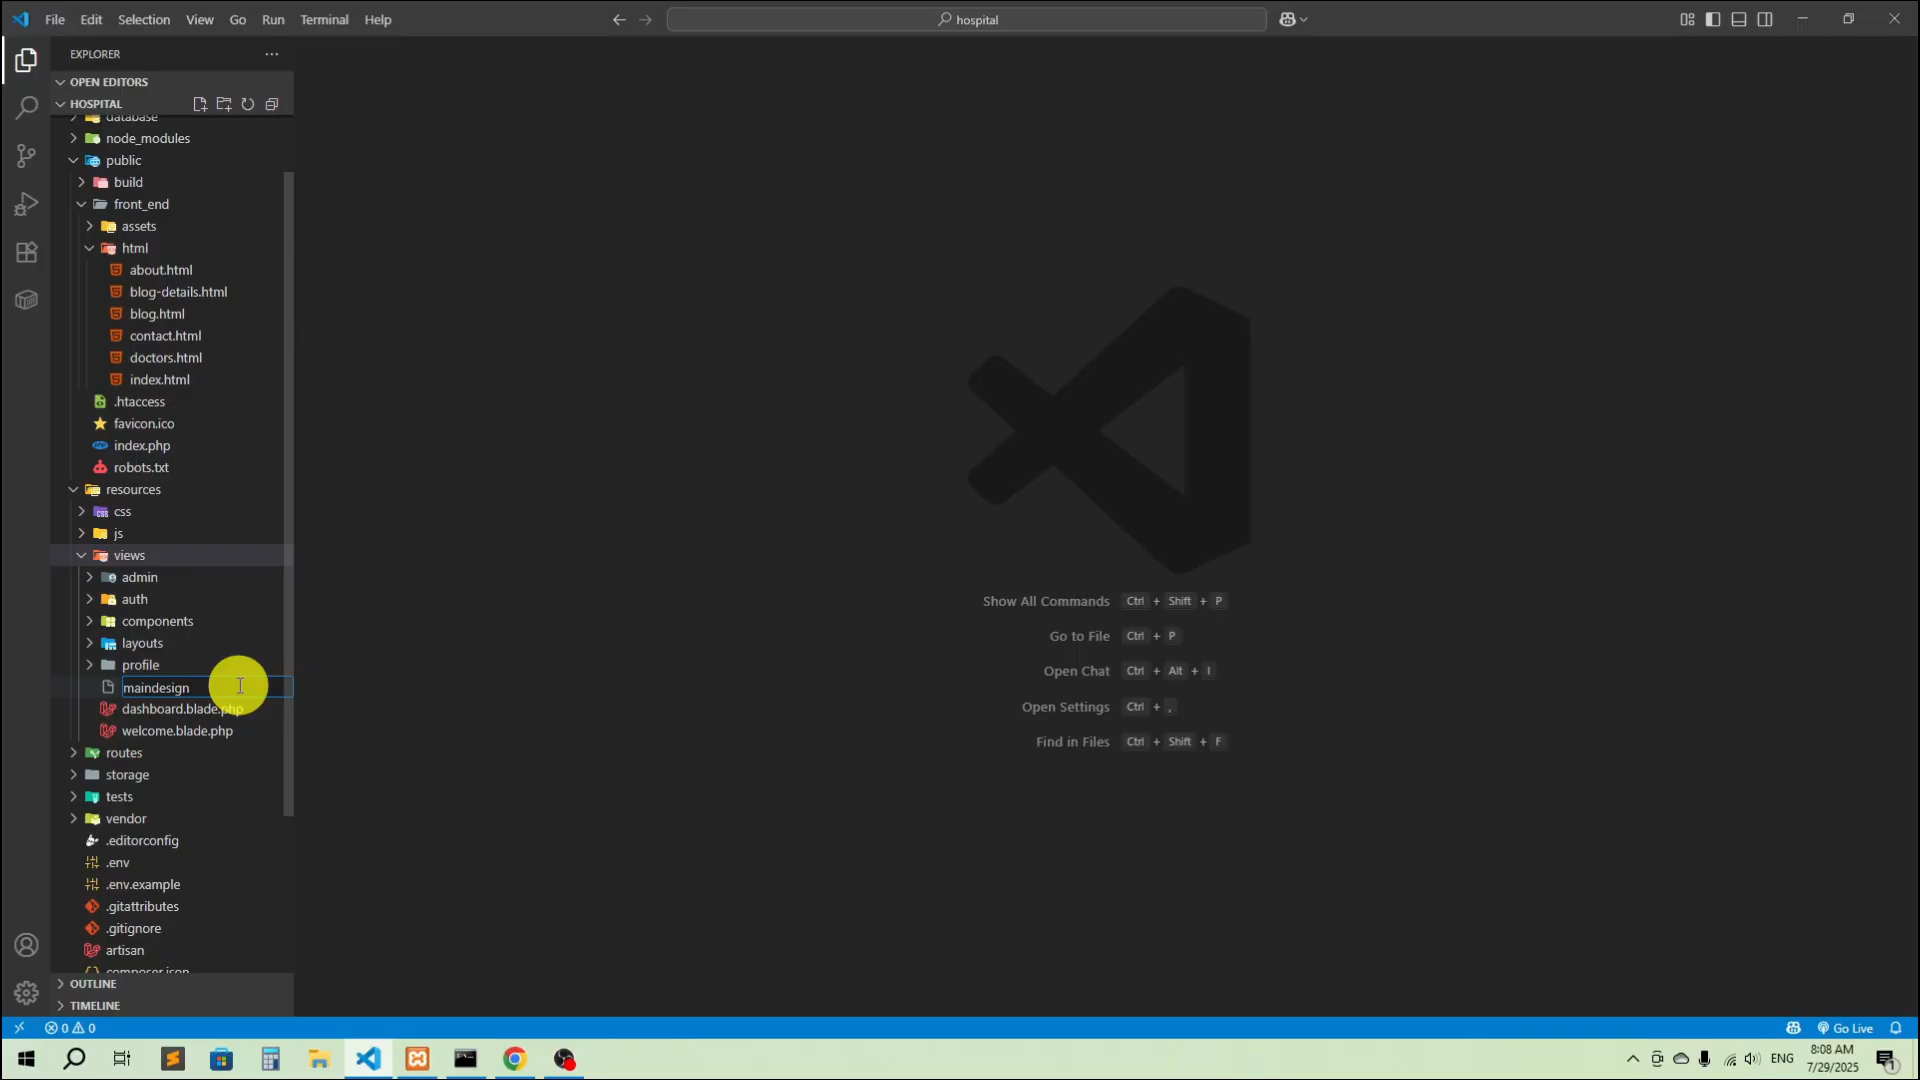 File Edit Selection View Go Run Terminal Help
hospital
EXPLORER
OPEN EDITORS
HOSPITAL
database
node_modules
public
build
front_end
assets
html
about.html
blog-details.html
blog.html
contact.html
doctors.html
index.html
.htaccess
favicon.ico
index.php
robots.txt
resources
css
js
views
admin
auth
components
layouts
profile
maindesign
dashboard.blade.php
welcome.blade.php
routes
storage
tests
vendor
.editorconfig
.env
.env.example
.gitattributes
.gitignore
artisan
composer.json
OUTLINE
TIMELINE
Show All Commands Ctrl + Shift + P
Go to File Ctrl + P
Open Chat Ctrl + Alt + I
Open Settings Ctrl + ,
Find in Files Ctrl + Shift + F
0 0
Go Live
ENG
8:08 AM
7/29/2025
1